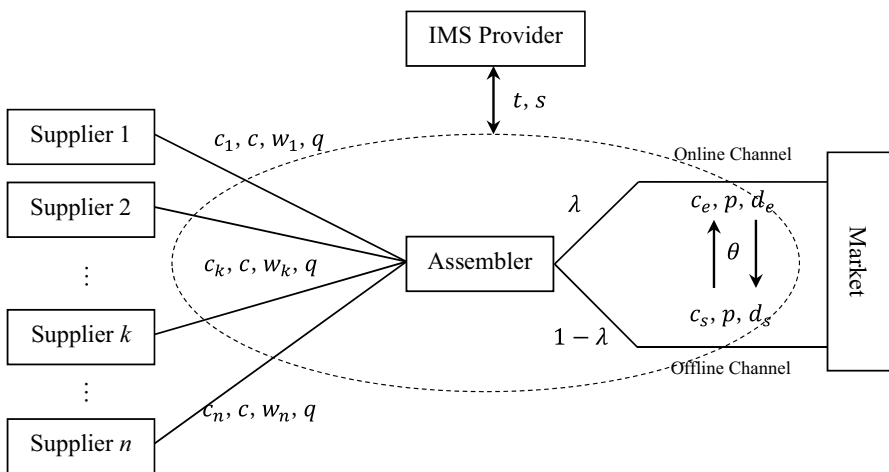 IMS Provider
t, s
Supplier 1
c₁, c, w₁, q
Online Channel
Supplier 2
λ
cₑ, p, dₑ
⋮
cₖ, c, wₖ, q
Assembler
θ
Market
Supplier k
1 − λ
cₛ, p, dₛ
⋮
Offline Channel
cₙ, c, wₙ, q
Supplier n